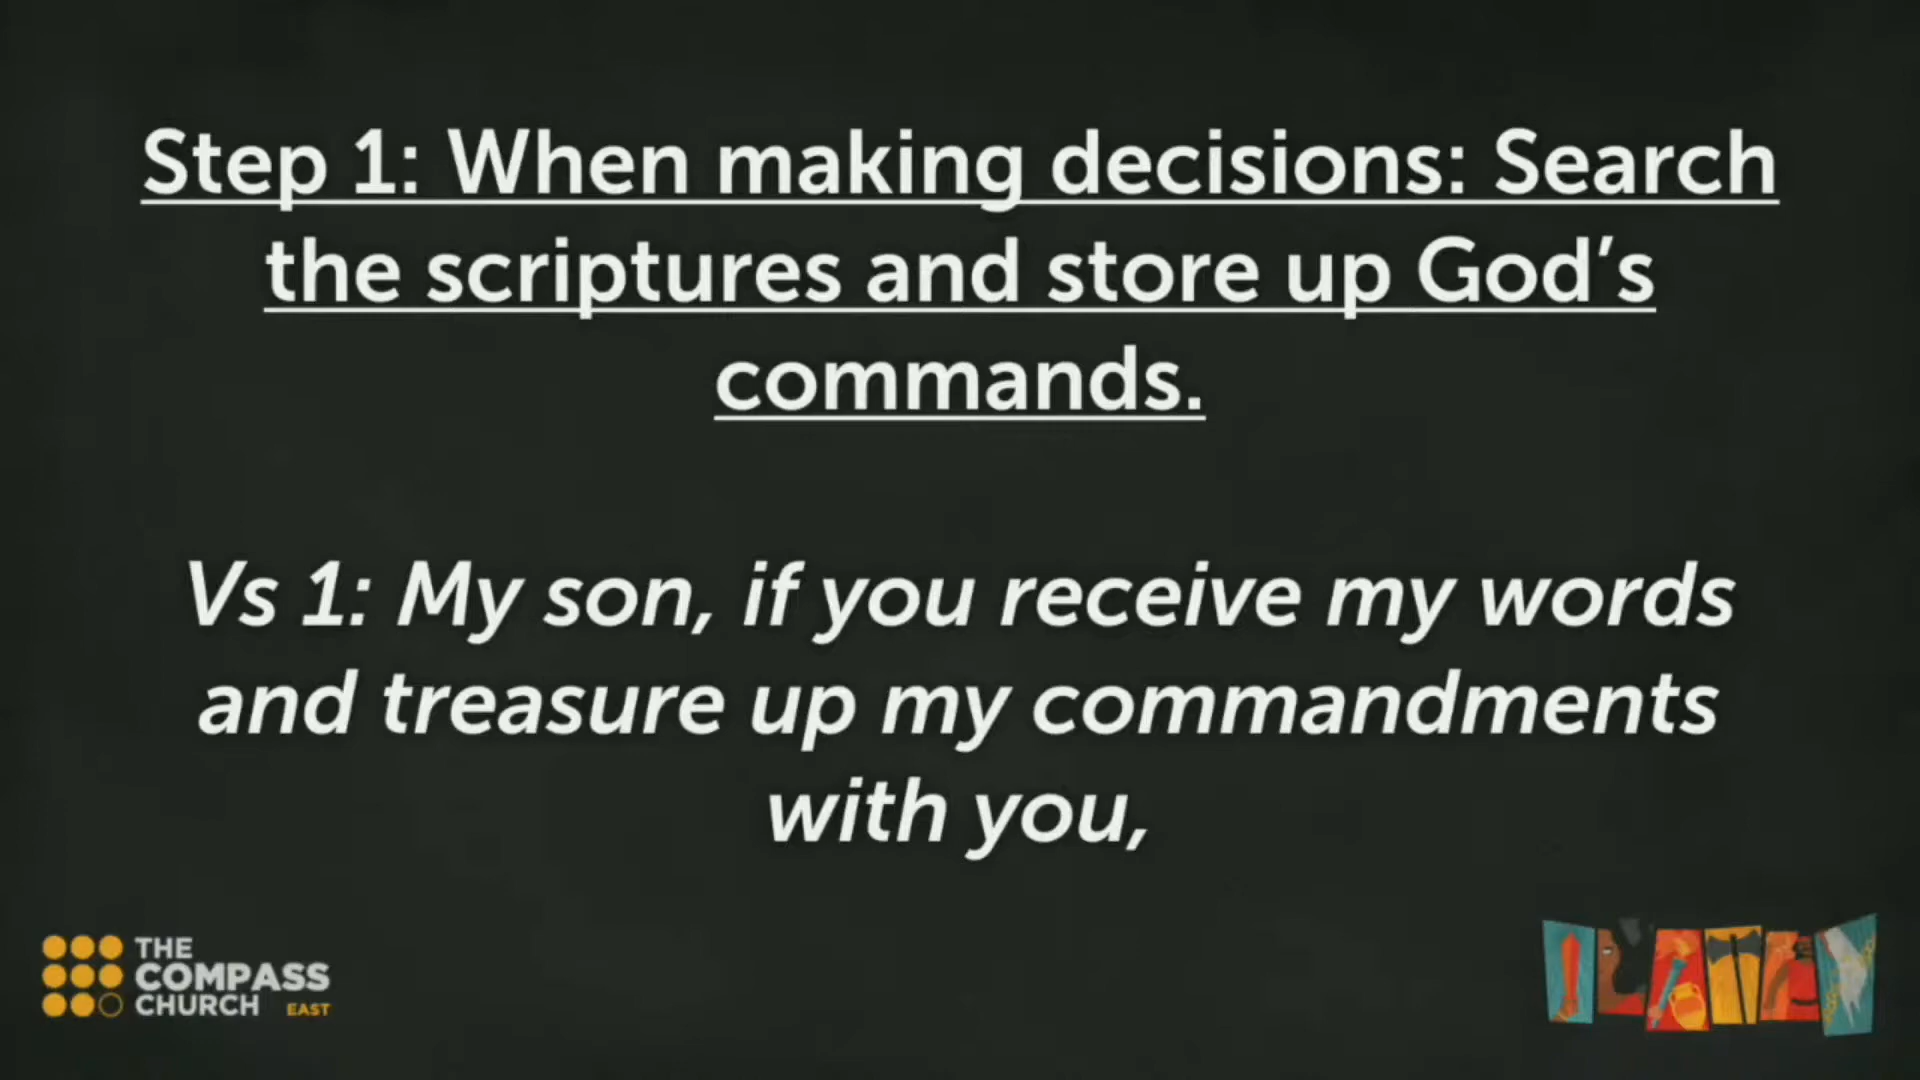 Step 1: When making decisions: Search
the scriptures and store up God’s
commands.
Vs 1: My son, if you receive my words
and treasure up my commandments
with you,
THE
COMPASS
CHURCH EAST